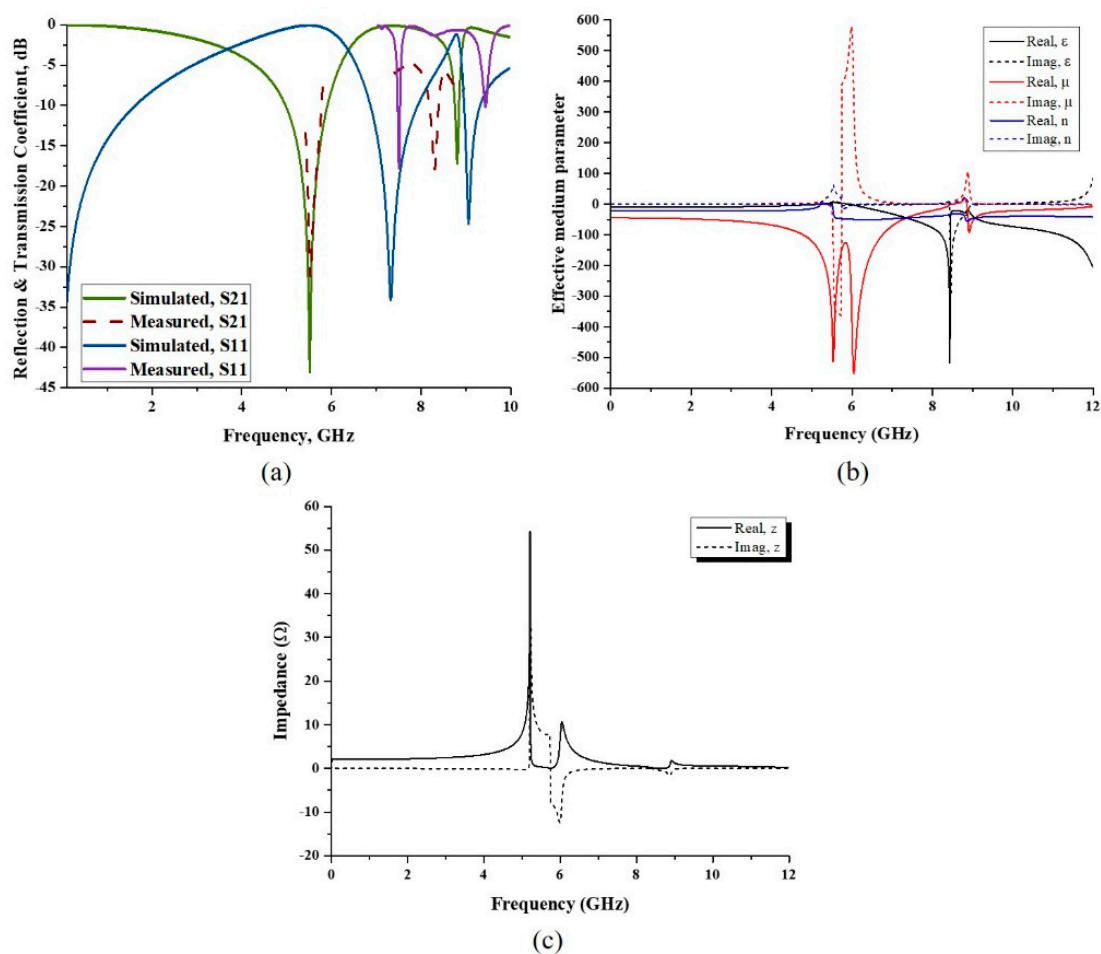 Reflection & Transmission Coefficient, dB
0
-5
-10
-15
-20
-25
-30
-35
-40
-45
Simulated, S21
Measured, S21
Simulated, S11
Measured, S11
2 4 6 8 10
Frequency, GHz
(a)
Effective medium parameter
600
500
400
300
200
100
0
-100
-200
-300
-400
-500
-600
Real, ε
Imag, ε
Real, μ
Imag, μ
Real, n
Imag, n
0 2 4 6 8 10 12
Frequency (GHz)
(b)
Impedance (Ω)
60
50
40
30
20
10
0
-10
-20
Real, z
Imag, z
0 2 4 6 8 10 12
Frequency (GHz)
(c)